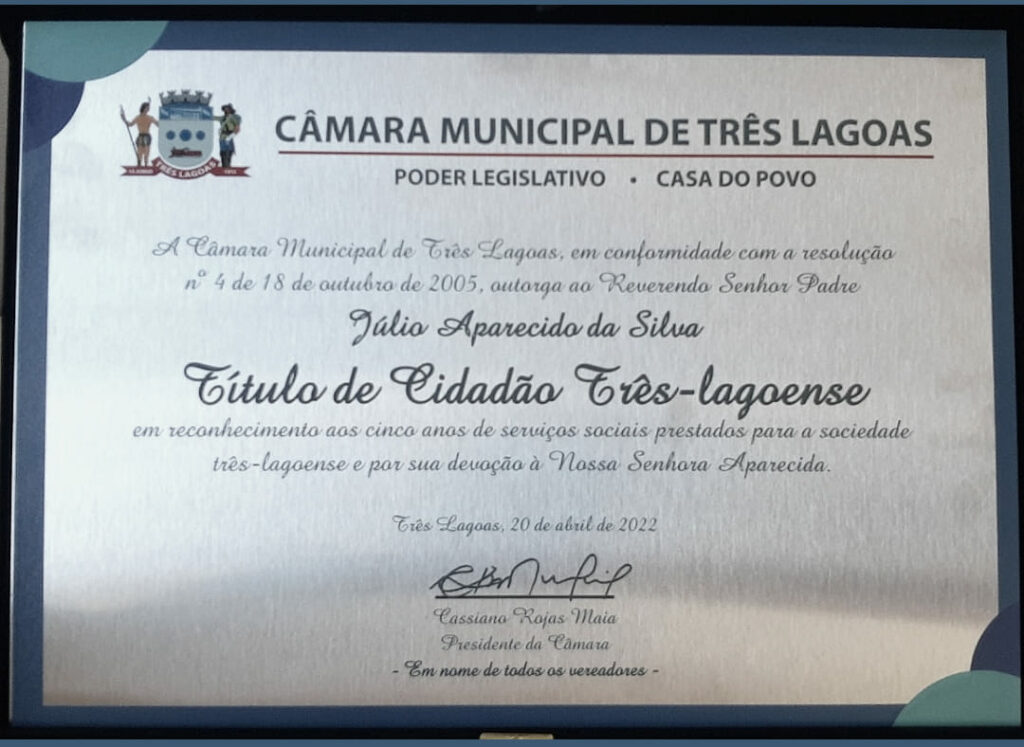 CÂMARA MUNICIPAL DE TRÊS LAGOAS
PODER LEGISLATIVO • CASA DO POVO
TRÊS LAGOAS
A Câmara Municipal de Três Lagoas, em conformidade com a resolução
nº 4 de 18 de outubro de 2005, outorga ao Reverendo Senhor Padre
Júlio Aparecido da Silva
Título de Cidadão Três-lagoense
em reconhecimento aos cinco anos de serviços sociais prestados para a sociedade
três-lagoense e por sua devoção à Nossa Senhora Aparecida.
Três Lagoas, 20 de abril de 2022
Cassiano Rojas Maia
Presidente da Câmara
- Em nome de todos os vereadores -